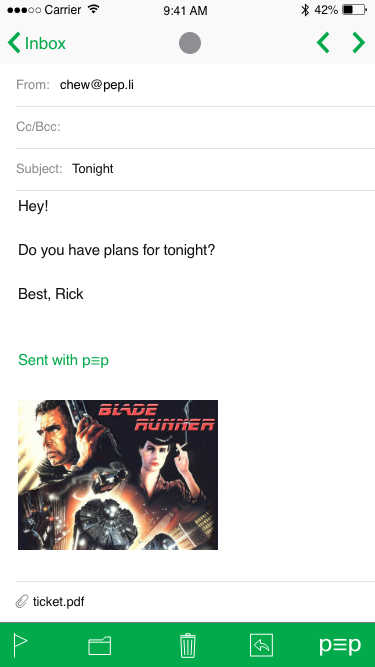 Carrier 9:41 AM 42%
Inbox
From: chew@pep.li
Cc/Bcc:
Subject: Tonight
Hey!
Do you have plans for tonight?
Best, Rick
Sent with p≡p
BLADE
RUNNER
ticket.pdf
p≡p